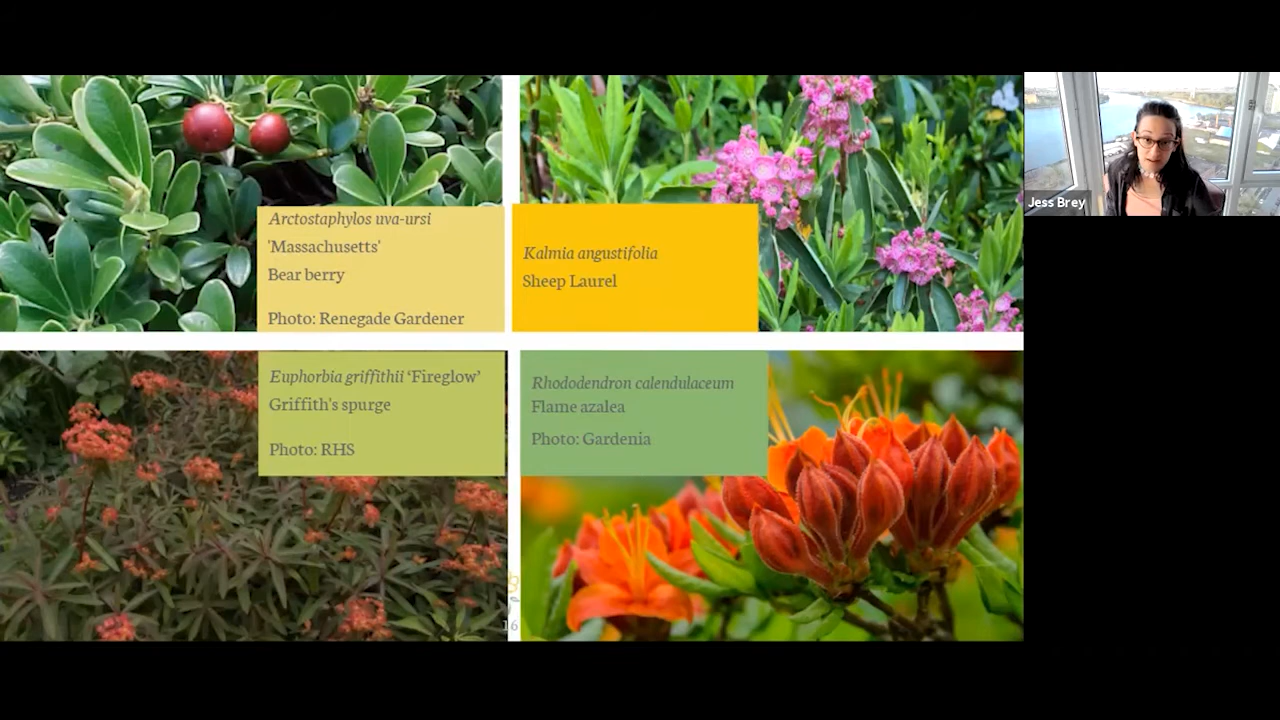 Arctostaphylos uva-ursi
'Massachusetts'
Bear berry
Photo: Renegade Gardener
Kalmia angustifolia
Sheep Laurel
Euphorbia griffithii ‘Fireglow’
Griffith's spurge
Photo: RHS
Rhododendron calendulaceum
Flame azalea
Photo: Gardenia
Jess Brey
16